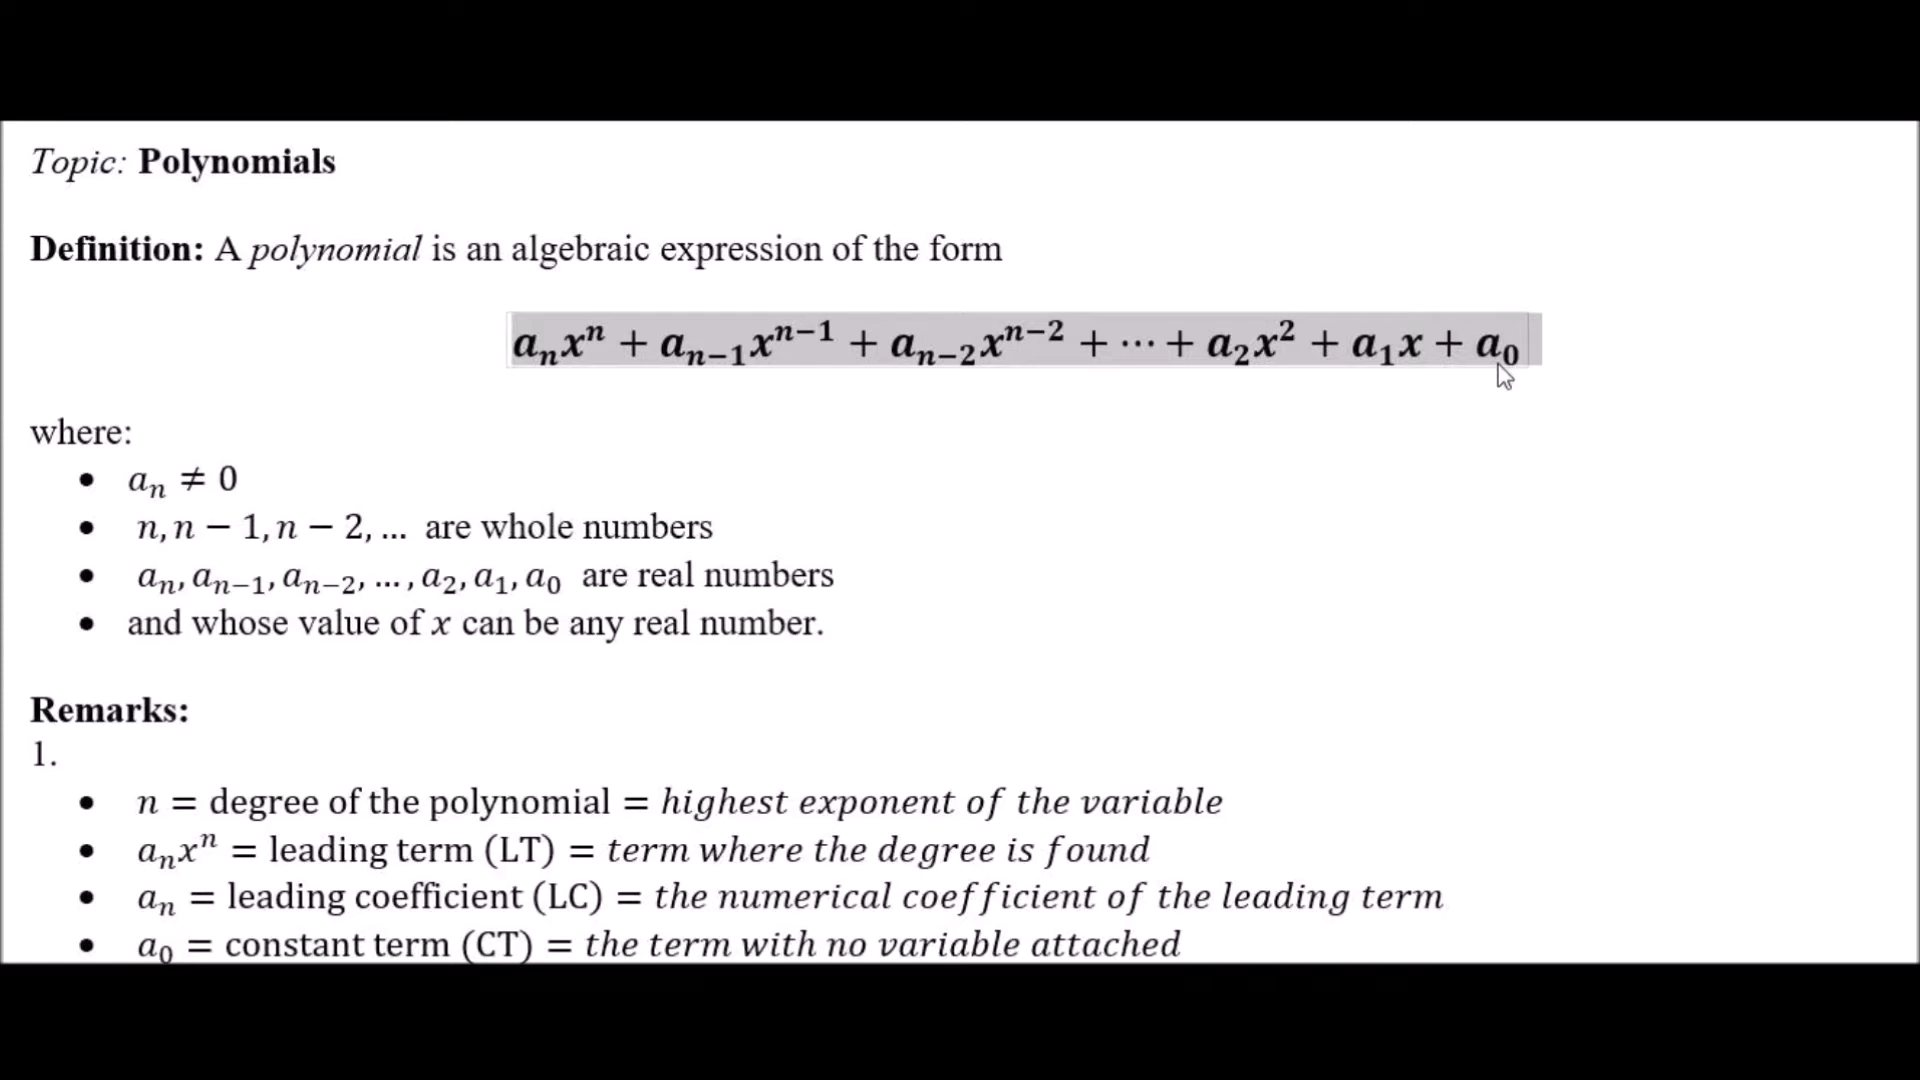 Topic: Polynomials
Definition: A polynomial is an algebraic expression of the form
aₙxⁿ + aₙ₋₁xⁿ⁻¹ + aₙ₋₂xⁿ⁻² + ⋯ + a₂x² + a₁x + a₀
where:
• aₙ ≠ 0
• n, n − 1, n − 2, … are whole numbers
• aₙ, aₙ₋₁, aₙ₋₂, … , a₂, a₁, a₀ are real numbers
• and whose value of x can be any real number.
Remarks:
1.
• n = degree of the polynomial = highest exponent of the variable
• aₙxⁿ = leading term (LT) = term where the degree is found
• aₙ = leading coefficient (LC) = the numerical coefficient of the leading term
• a₀ = constant term (CT) = the term with no variable attached